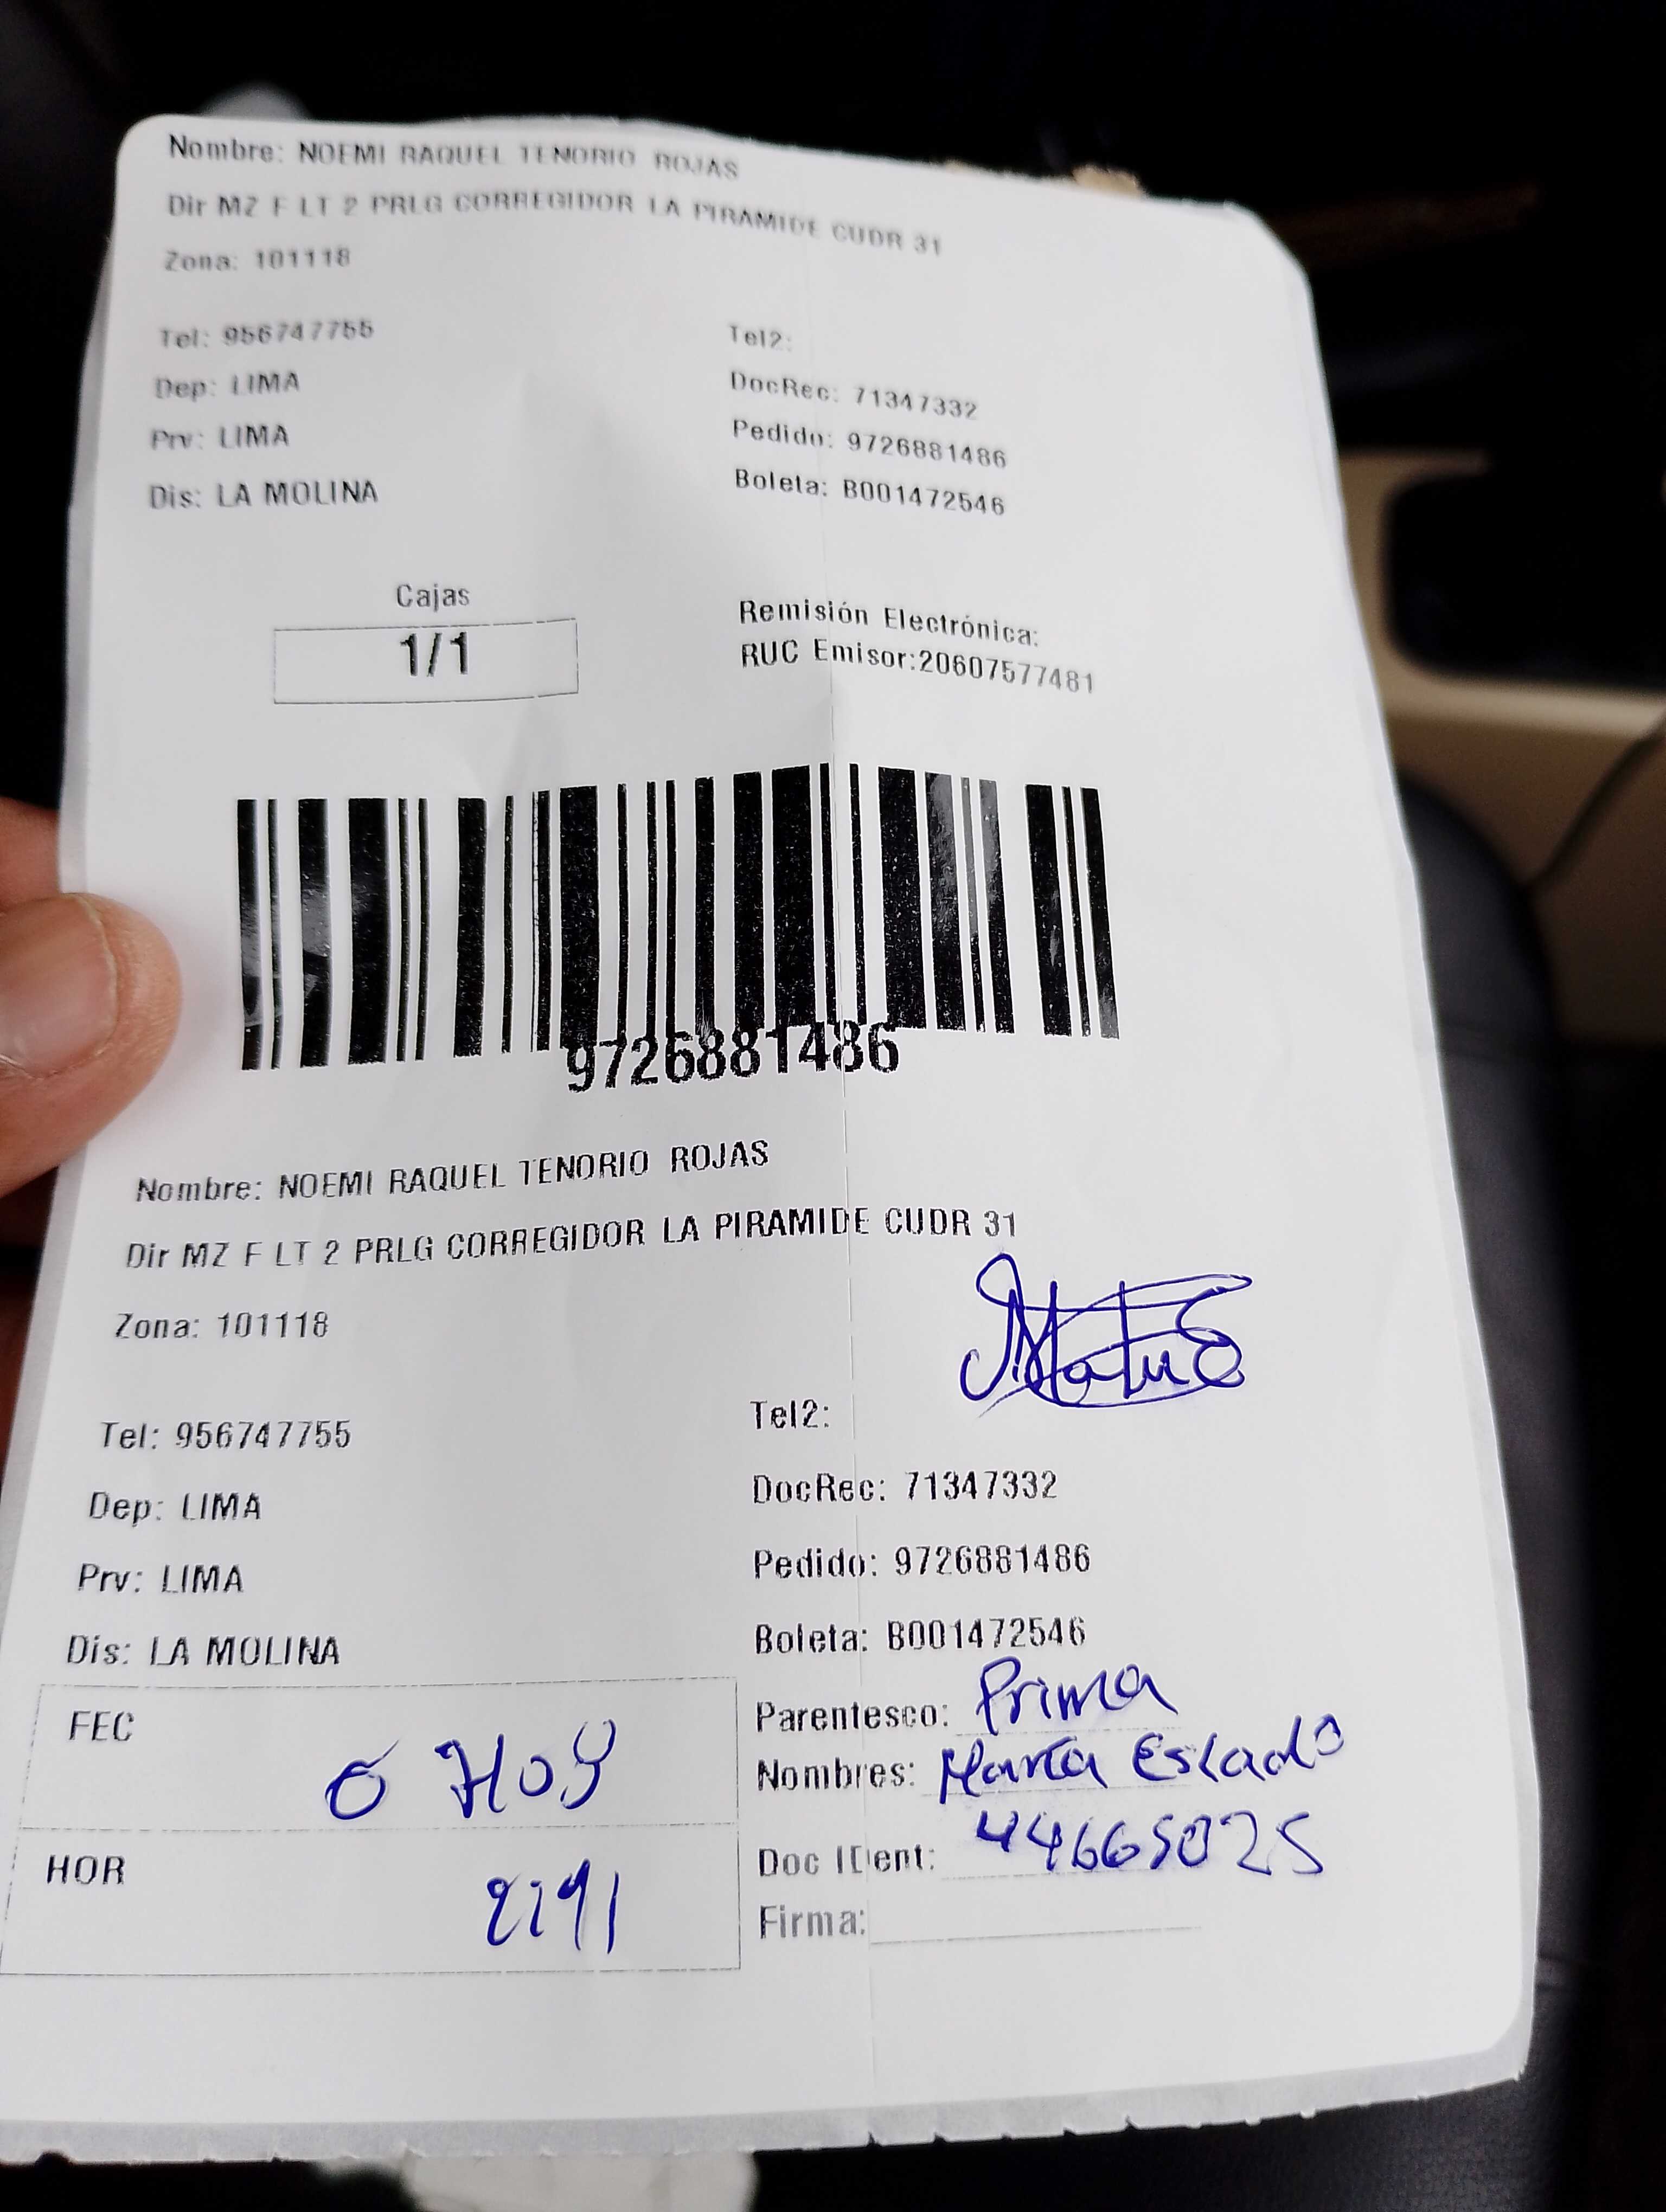 Nombre: NOEMI RAQUEL TENORIO ROJAS
Dir MZ F LT 2 PRLG CORREGIDOR LA PIRAMIDE CUDR 31
Zona: 101118
Tel: 956747755
Tel2:
Dep: LIMA
DocRec: 71347332
Prv: LIMA
Pedido: 9726881486
Dis: LA MOLINA
Boleta: B001472546
Cajas
1/1
Remisión Electrónica:
RUC Emisor:20607577481
9726881486
Nombre: NOEMI RAQUEL TENORIO ROJAS
Dir MZ F LT 2 PRLG CORREGIDOR LA PIRAMIDE CUDR 31
Zona: 101118
Tel: 956747755
Tel2:
Dep: LIMA
DocRec: 71347332
Prv: LIMA
Pedido: 9726881486
Dis: LA MOLINA
Boleta: B001472546
FEC
Hoy
Parentesco: Prima
Nombres: María
HOR
Doc IDent: 44665025
Firma: